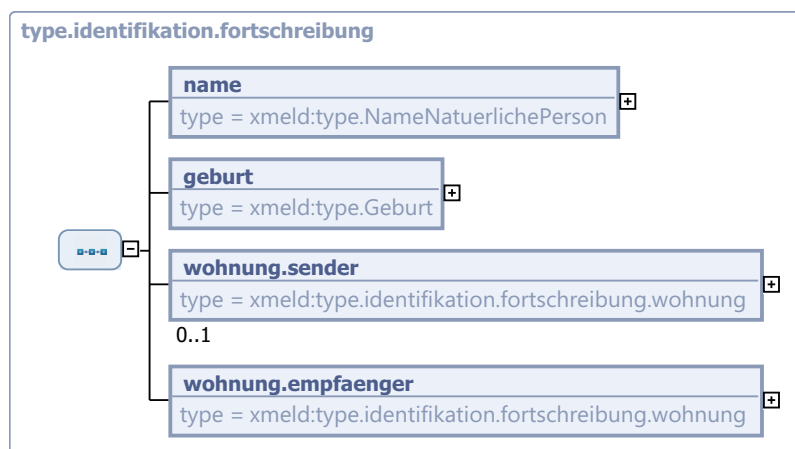 type.identifikation.fortschreibung
name
type = xmeld:type.NameNatuerlichePerson
geburt
type = xmeld:type.Geburt
wohnung.sender
type = xmeld:type.identifikation.fortschreibung.wohnung
0..1
wohnung.empfaenger
type = xmeld:type.identifikation.fortschreibung.wohnung